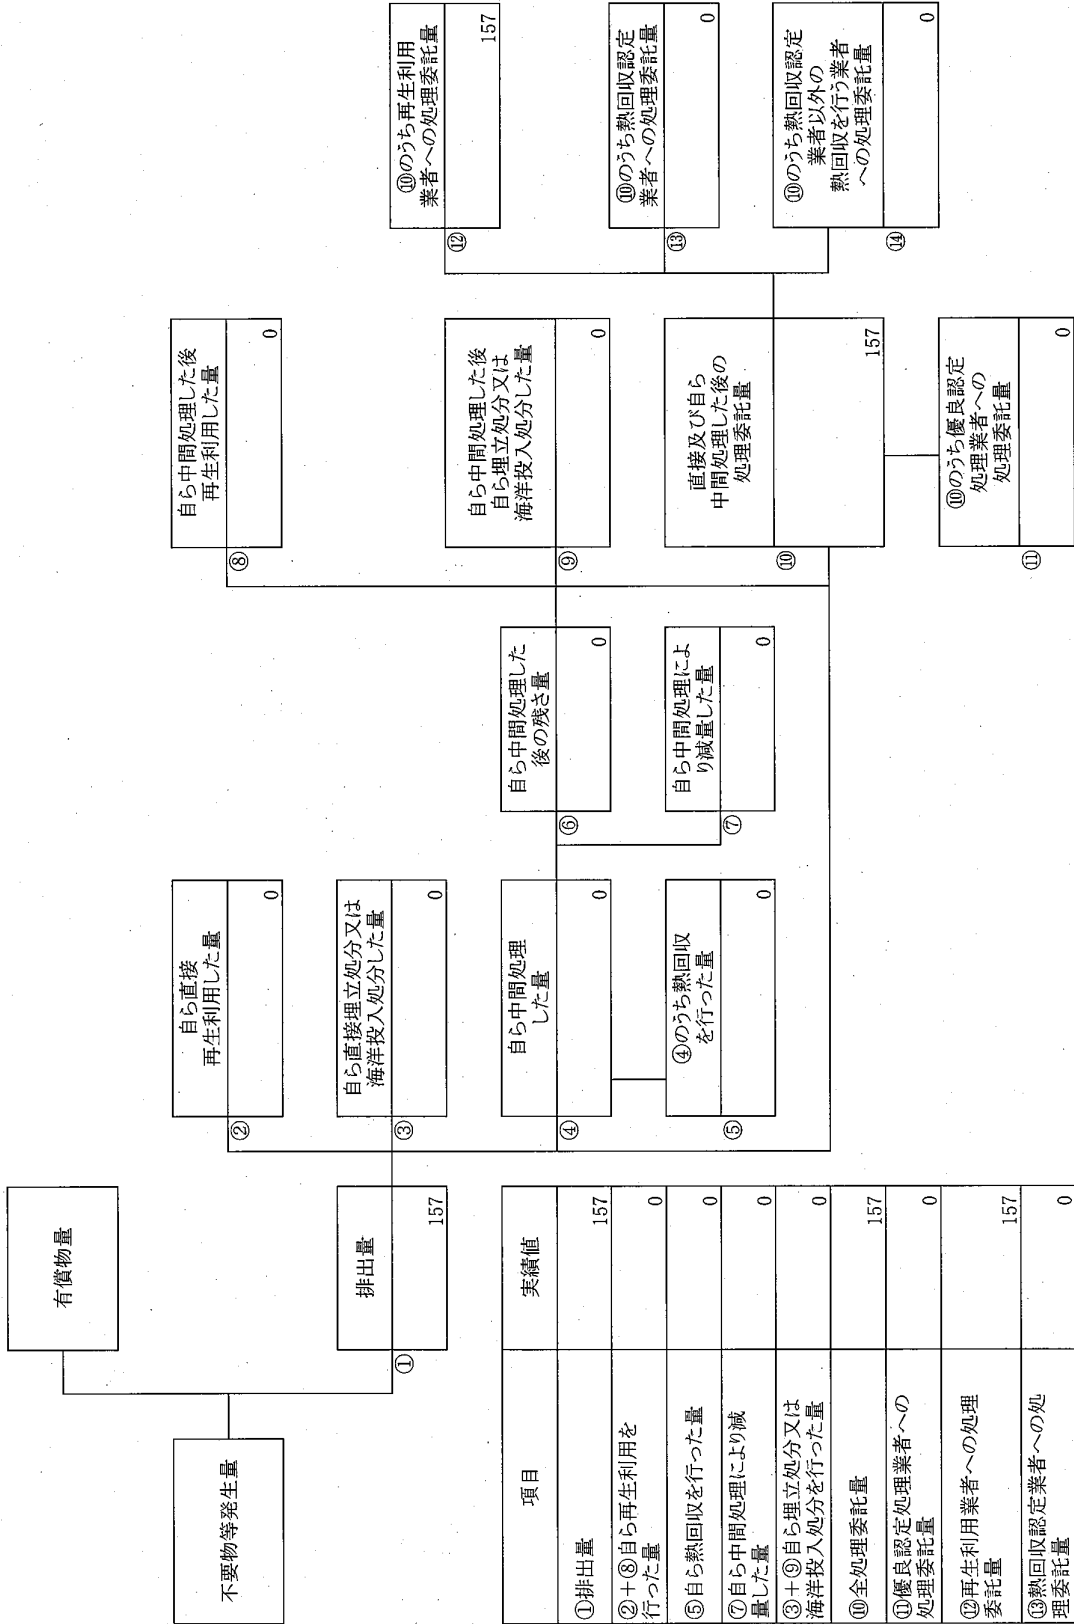 不要物等発生量
有償物量
排出量
①
157
自ら直接
再生利用した量
②
0
自ら直接埋立処分又は
海洋投入処分した量
③
0
自ら中間処理
した量
④
0
④のうち熱回収
を行った量
⑤
0
自ら中間処理した
後の残さ量
⑥
0
自ら中間処理によ
り減量した量
⑦
0
自ら中間処理した後
再生利用した量
⑧
0
自ら中間処理した後
自ら埋立処分又は
海洋投入処分した量
⑨
0
直接及び自ら
中間処理した後の
処理委託量
⑩
157
⑩のうち優良認定
処理業者への
処理委託量
⑪
0
⑩のうち再生利用
業者への処理委託量
⑫
157
⑩のうち熱回収認定
業者への処理委託量
⑬
0
⑩のうち熱回収認定
業者以外の
熱回収を行う業者
への処理委託量
⑭
0
項目 実績値
①排出量 157
②+⑧自ら再生利用を
行った量 0
⑤自ら熱回収を行った量 0
⑦自ら中間処理により減
量した量 0
③+⑨自ら埋立処分又は
海洋投入処分を行った量 0
⑩全処理委託量 157
⑪優良認定処理業者への
処理委託量 0
⑫再生利用業者への処理
委託量 157
⑬熱回収認定業者への処
理委託量 0